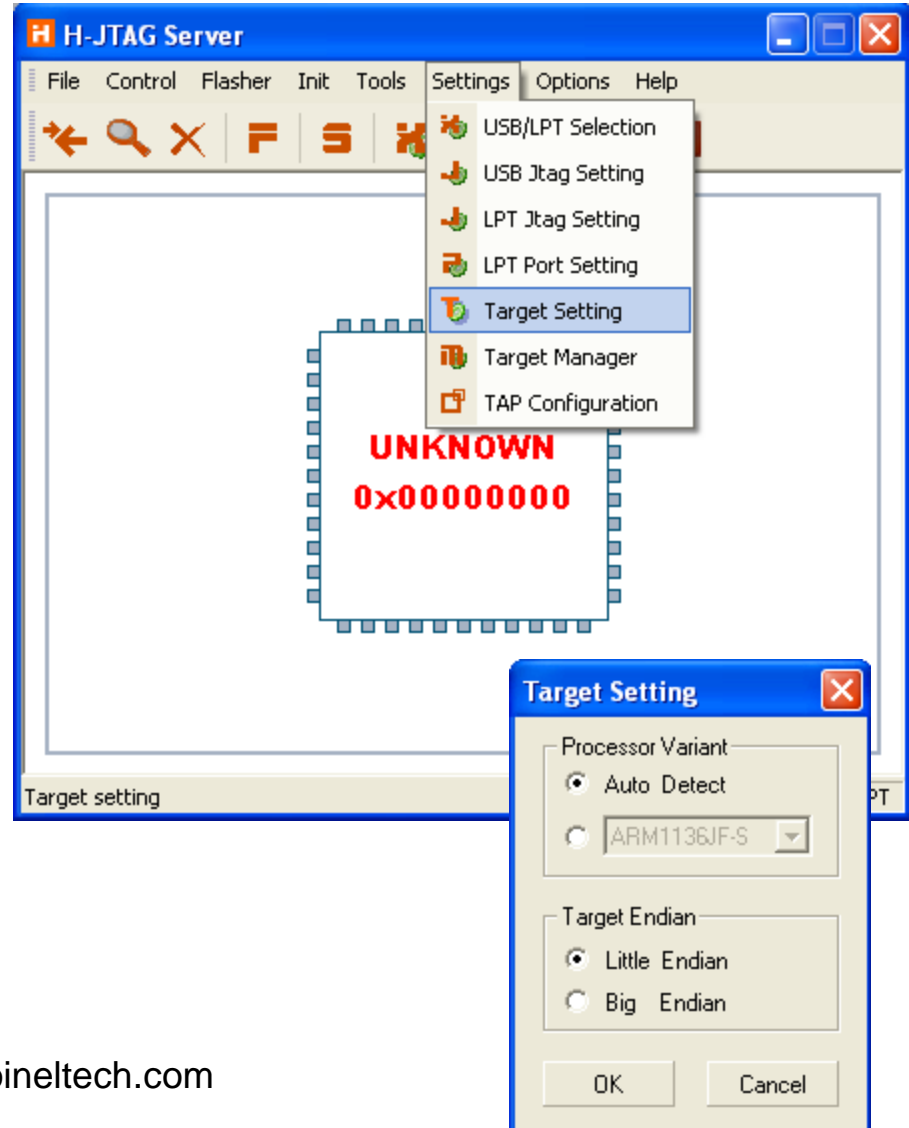 H-JTAG Server
File Control Flasher Init Tools Settings Options Help
USB/LPT Selection
USB Jtag Setting
LPT Jtag Setting
LPT Port Setting
Target Setting
Target Manager
TAP Configuration
UNKNOWN
0x00000000
Target setting
PT
Target Setting
Processor Variant
Auto Detect
ARM1136JF-S
Target Endian
Little Endian
Big Endian
OK Cancel
ineltech.com